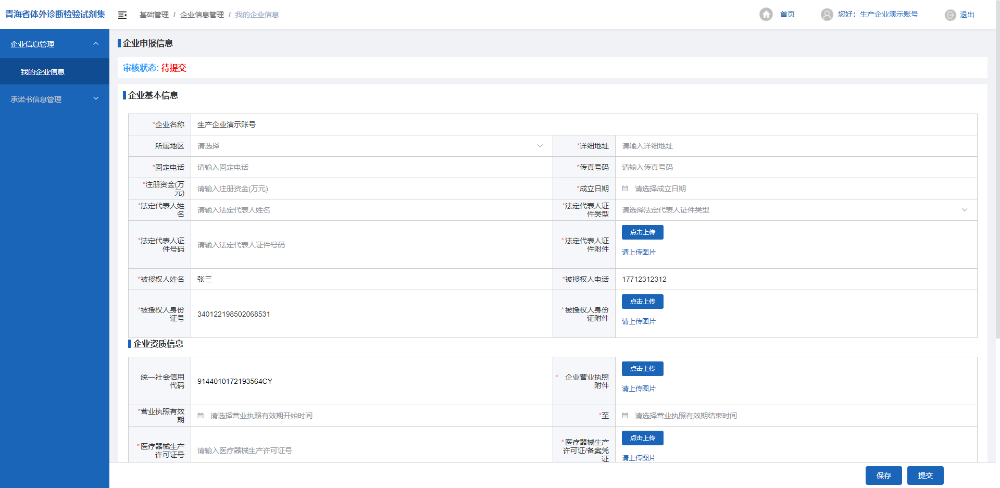 青海省体外诊断检验试剂集
基础管理 / 企业信息管理 / 我的企业信息
首页
您好：生产企业演示账号
退出
企业信息管理
我的企业信息
承诺书信息管理
企业申报信息
审核状态: 待提交
企业基本信息
*企业名称 生产企业演示账号
所属地区 请选择 *详细地址 请输入详细地址
*固定电话 请输入固定电话 *传真号码 请输入传真号码
*注册资金(万
元)
请输入注册资金(万元)
*成立日期 请选择成立日期
*法定代表人姓
名
请输入法定代表人姓名
*法定代表人证
件类型
请选择法定代表人证件类型
*法定代表人证
件号码
请输入法定代表人证件号码
*法定代表人证
件附件
点击上传
请上传图片
*被授权人姓名 张三 *被授权人电话 17712312312
*被授权人身份
证号
340122198502068531
*被授权人身份
证附件
点击上传
请上传图片
企业资质信息
统一社会信用
代码
9144010172193564CY
* 企业营业执照
附件
点击上传
请上传图片
*营业执照有效
期
请选择营业执照有效期开始时间
*至 请选择营业执照有效期结束时间
*医疗器械生产
许可证号
请输入医疗器械生产许可证号
*医疗器械生产
许可证/备案凭
证
点击上传
请上传图片
保存
提交